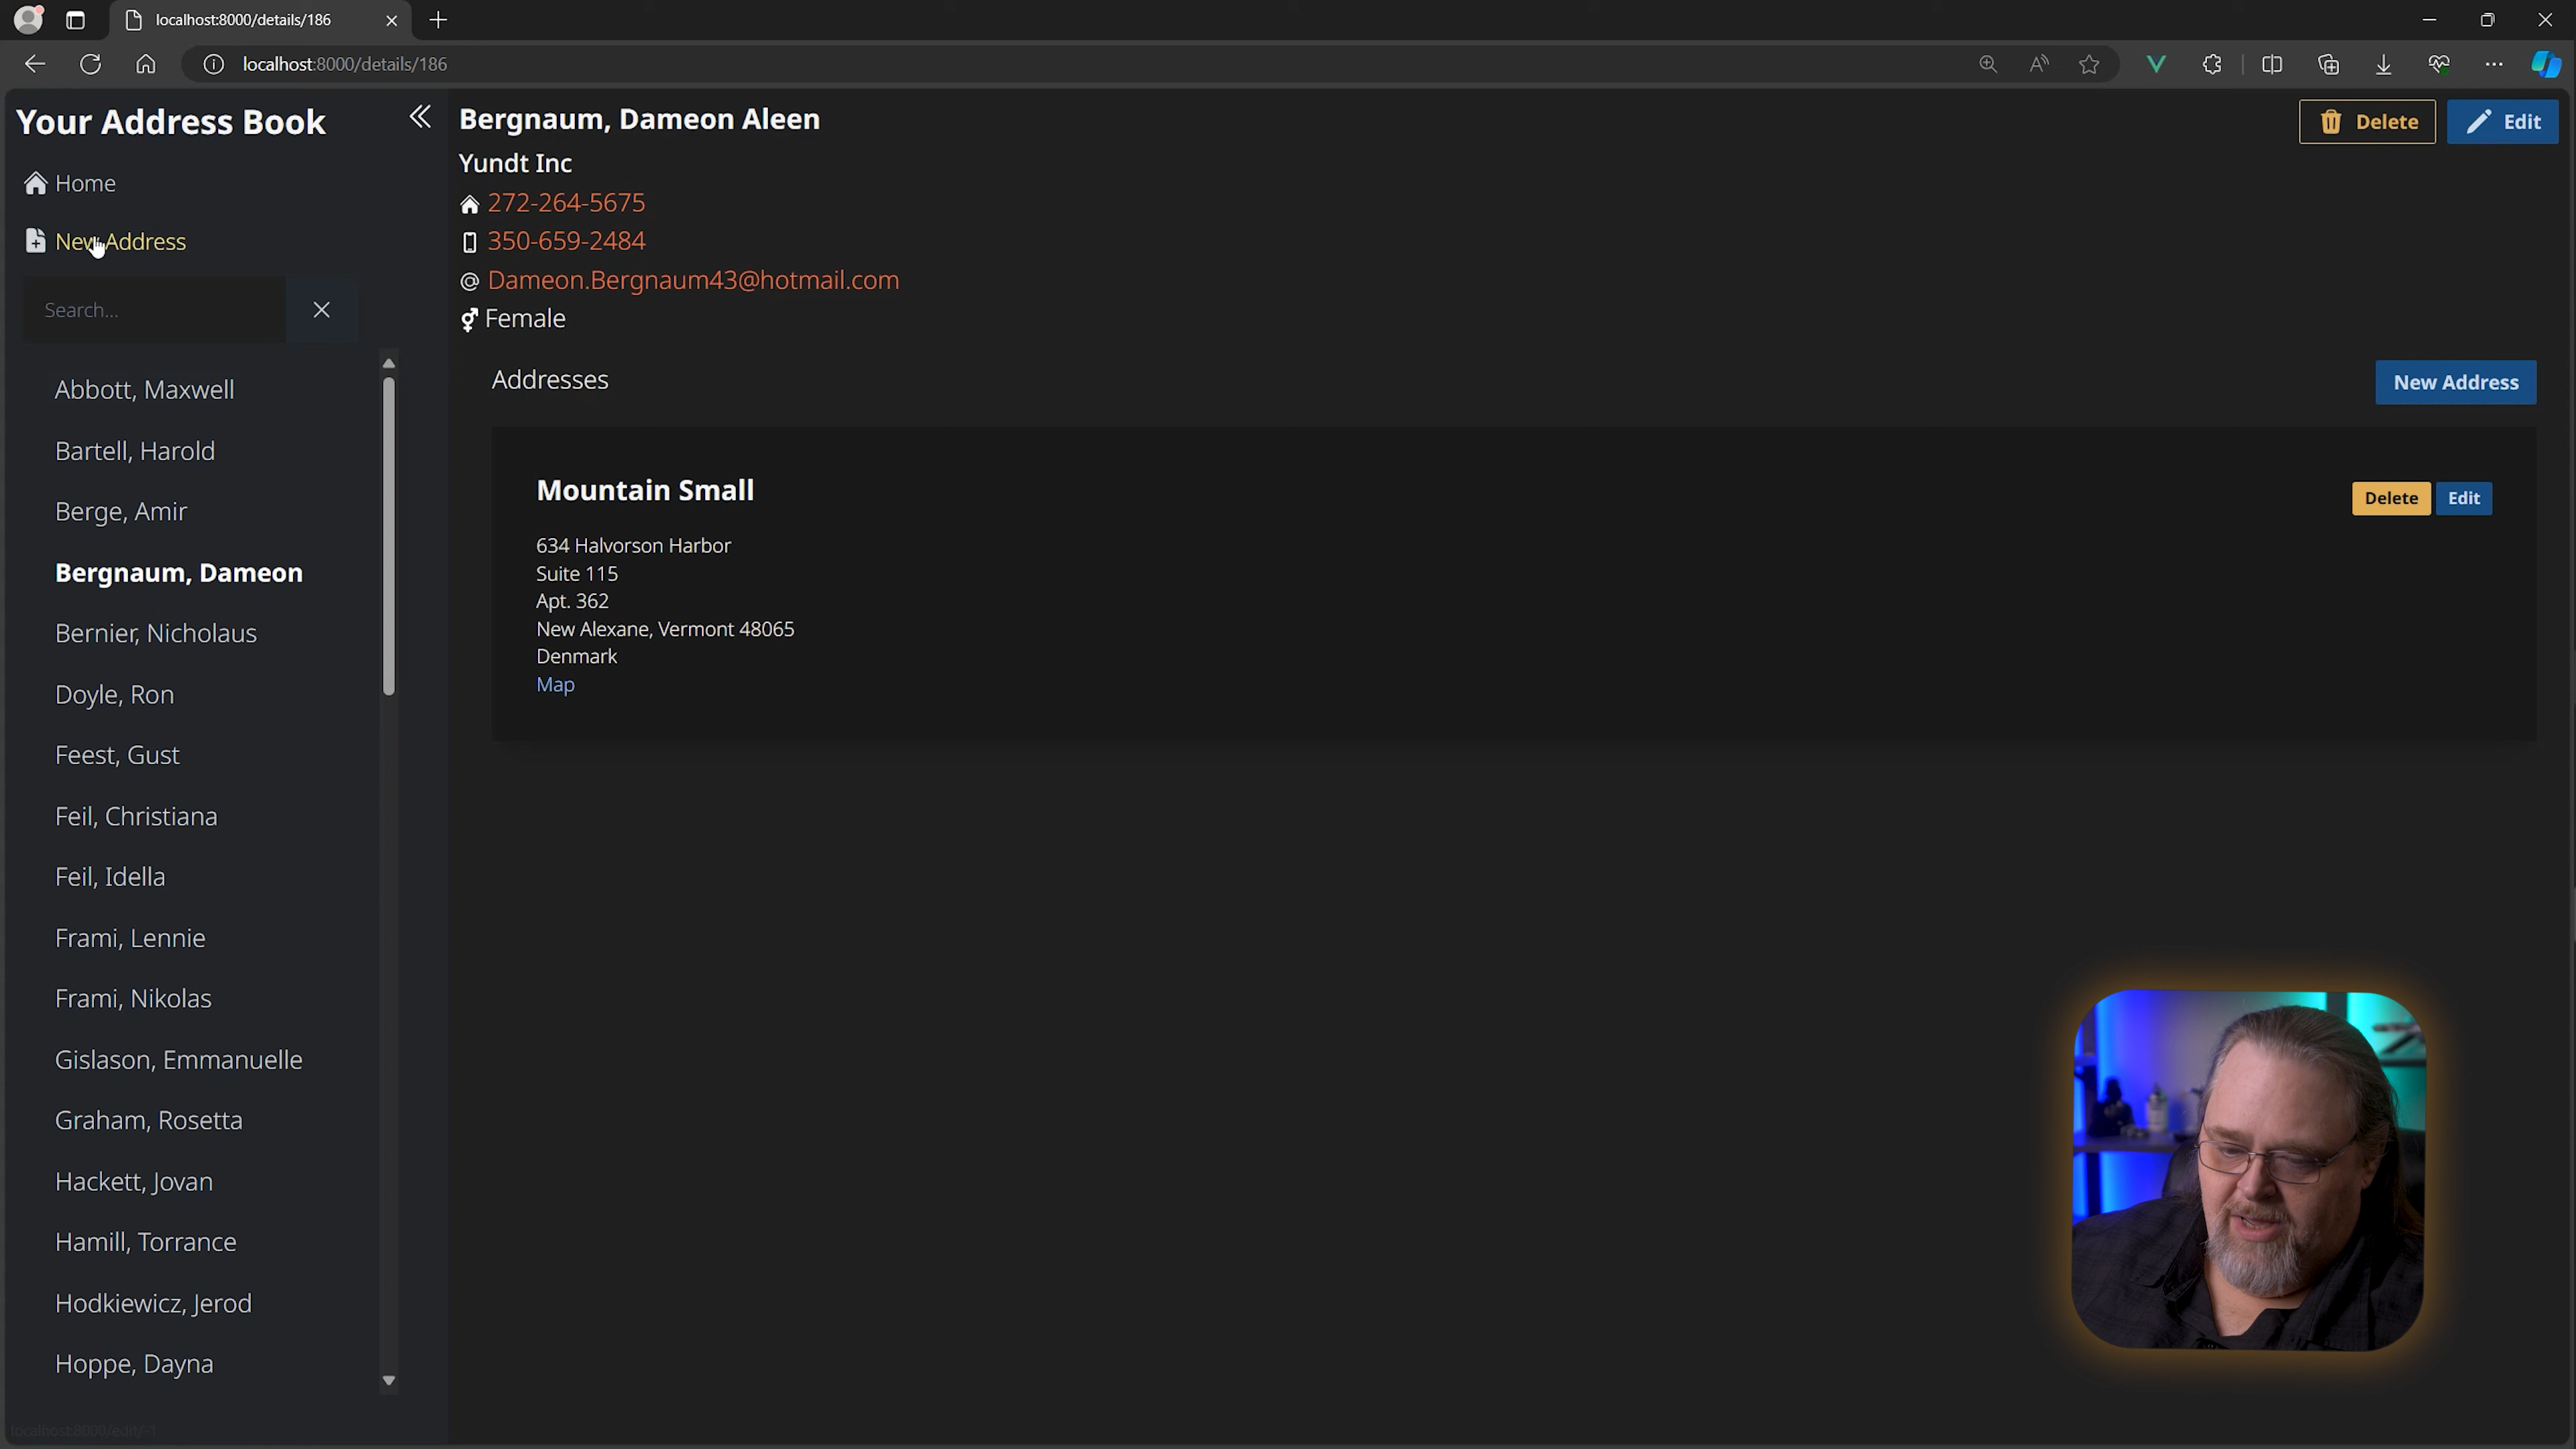 localhost:8000/details/186
localhost:8000/details/186
Your Address Book
Home
New Address
Search...
Abbott, Maxwell
Bartell, Harold
Berge, Amir
Bergnaum, Dameon
Bernier, Nicholaus
Doyle, Ron
Feest, Gust
Feil, Christiana
Feil, Idella
Frami, Lennie
Frami, Nikolas
Gislason, Emmanuelle
Graham, Rosetta
Hackett, Jovan
Hamill, Torrance
Hodkiewicz, Jerod
Hoppe, Dayna
localhost:8000/edit/-1
Bergnaum, Dameon Aleen
Delete
Edit
Yundt Inc
272-264-5675
350-659-2484
Dameon.Bergnaum43@hotmail.com
Female
Addresses
New Address
Mountain Small
Delete
Edit
634 Halvorson Harbor
Suite 115
Apt. 362
New Alexane, Vermont 48065
Denmark
Map